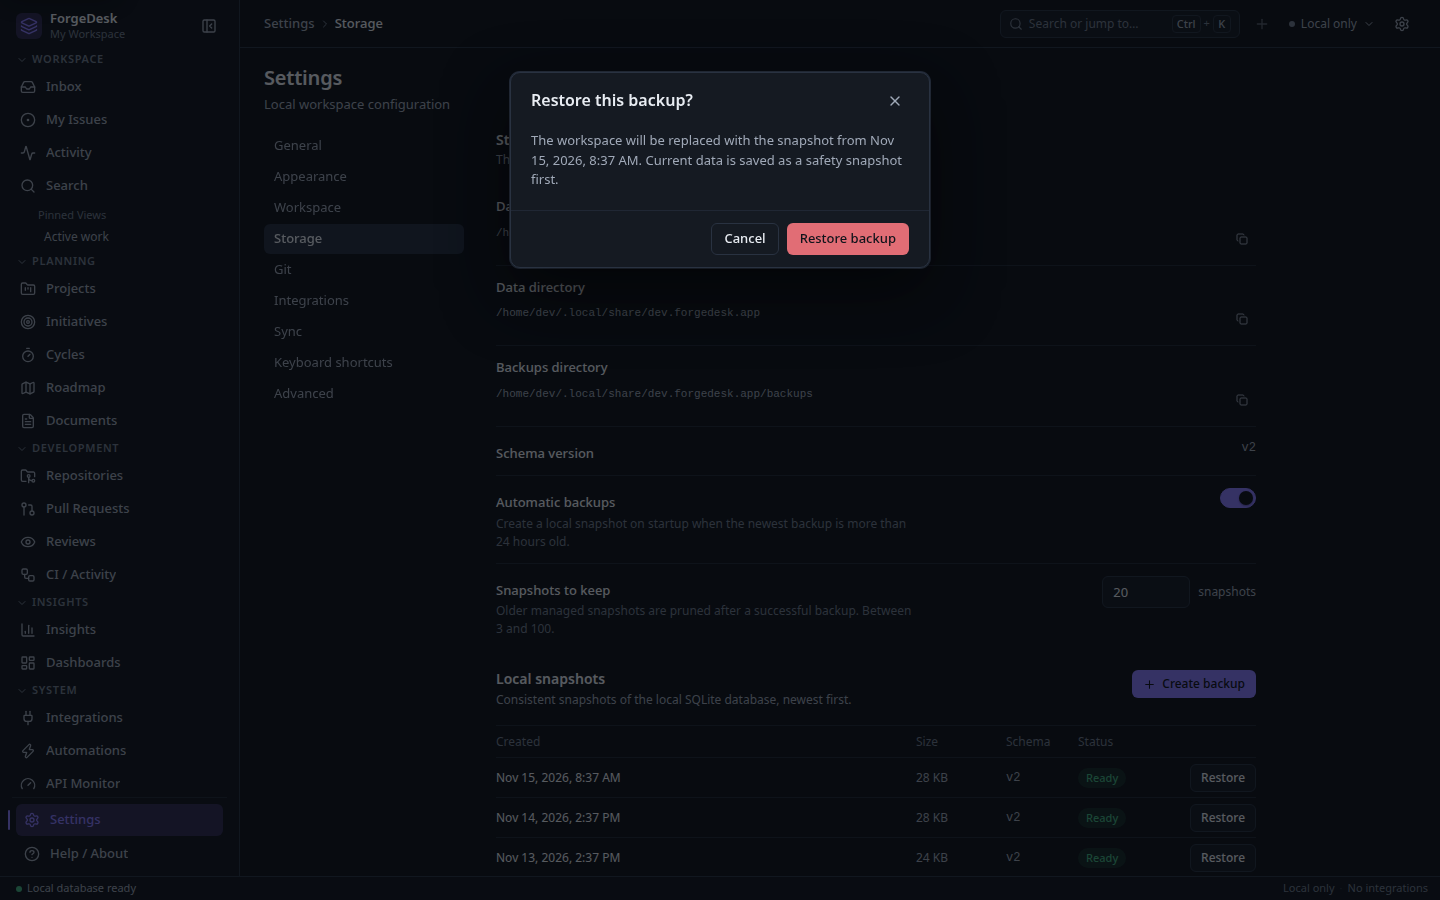 ForgeDesk
My Workspace
WORKSPACE
Inbox
My Issues
Activity
Search
Pinned Views
Active work
PLANNING
Projects
Initiatives
Cycles
Roadmap
Documents
DEVELOPMENT
Repositories
Pull Requests
Reviews
CI / Activity
INSIGHTS
Insights
Dashboards
SYSTEM
Integrations
Automations
API Monitor
Settings
Help / About
Settings > Storage
Search or jump to...
Ctrl + K
Local only
Settings
Local workspace configuration
General
Appearance
Workspace
Storage
Git
Integrations
Sync
Keyboard shortcuts
Advanced
Restore this backup?
The workspace will be replaced with the snapshot from Nov
15, 2026, 8:37 AM. Current data is saved as a safety snapshot
first.
Cancel
Restore backup
Data directory
/home/dev/.local/share/dev.forgedesk.app
Backups directory
/home/dev/.local/share/dev.forgedesk.app/backups
Schema version
v2
Automatic backups
Create a local snapshot on startup when the newest backup is more than
24 hours old.
Snapshots to keep
Older managed snapshots are pruned after a successful backup. Between
3 and 100.
20 snapshots
Local snapshots
Consistent snapshots of the local SQLite database, newest first.
Create backup
Created Size Schema Status
Nov 15, 2026, 8:37 AM 28 KB v2 Ready Restore
Nov 14, 2026, 2:37 PM 28 KB v2 Ready Restore
Nov 13, 2026, 2:37 PM 24 KB v2 Ready Restore
Local database ready
Local only
No integrations